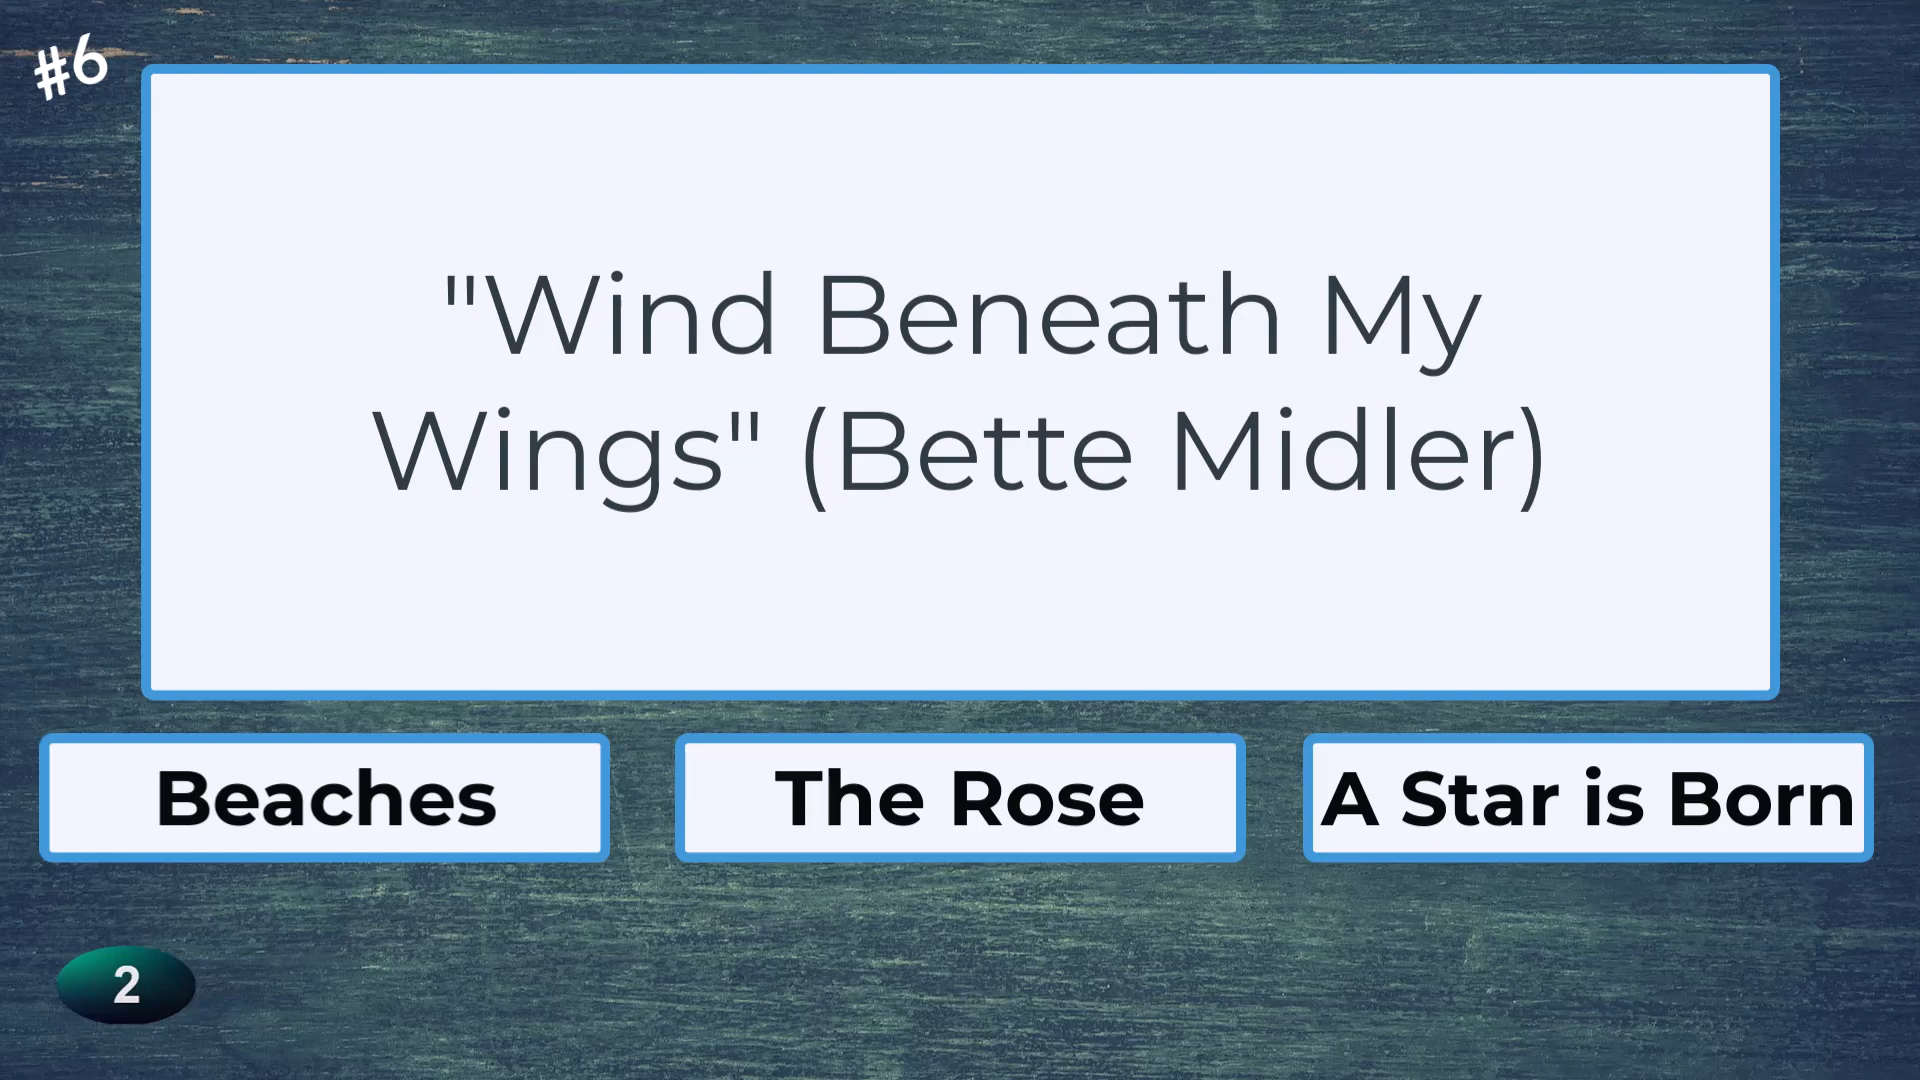 #6
"Wind Beneath My
Wings" (Bette Midler)
Beaches
The Rose
A Star is Born
2